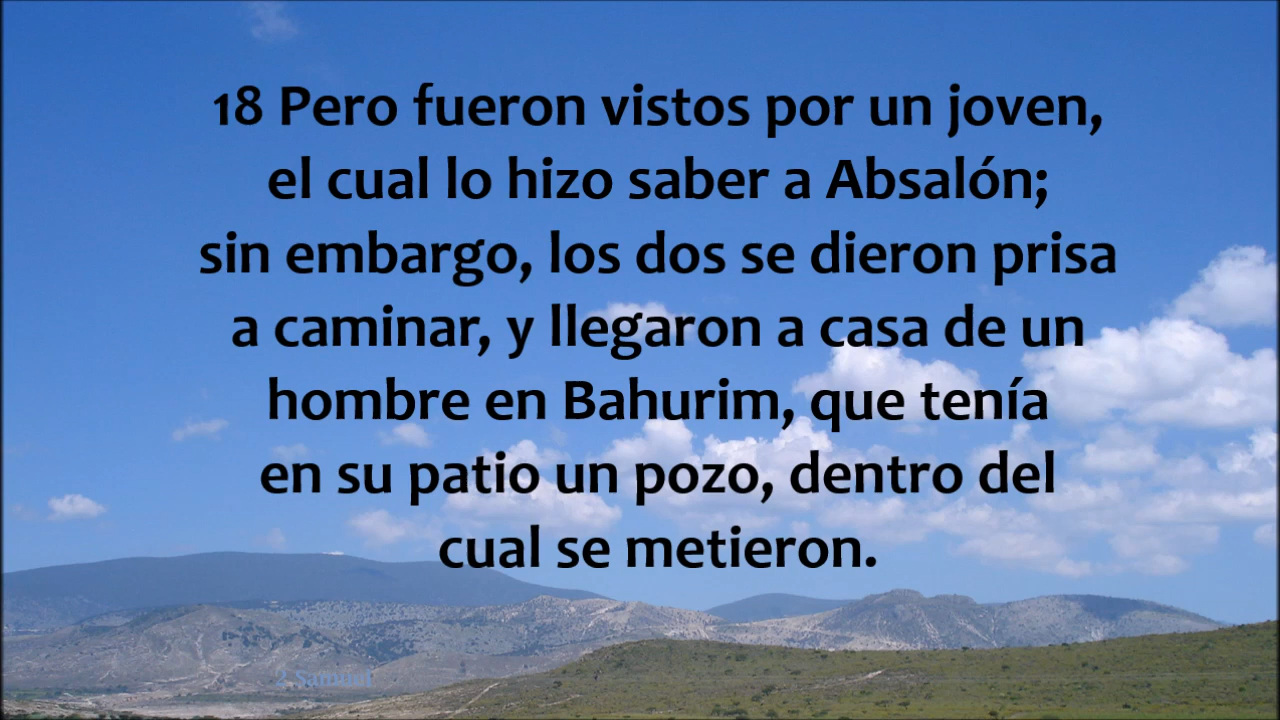 18 Pero fueron vistos por un joven,
el cual lo hizo saber a Absalón;
sin embargo, los dos se dieron prisa
a caminar, y llegaron a casa de un
hombre en Bahurim, que tenía
en su patio un pozo, dentro del
cual se metieron.
2 Samuel